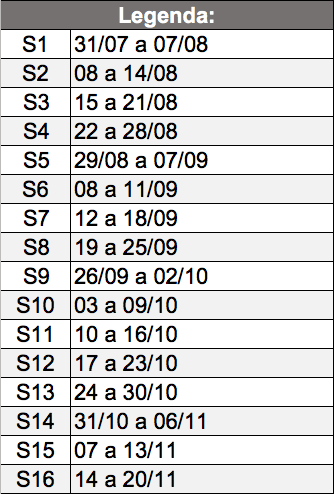 Legenda:
S1 31/07 a 07/08
S2 08 a 14/08
S3 15 a 21/08
S4 22 a 28/08
S5 29/08 a 07/09
S6 08 a 11/09
S7 12 a 18/09
S8 19 a 25/09
S9 26/09 a 02/10
S10 03 a 09/10
S11 10 a 16/10
S12 17 a 23/10
S13 24 a 30/10
S14 31/10 a 06/11
S15 07 a 13/11
S16 14 a 20/11